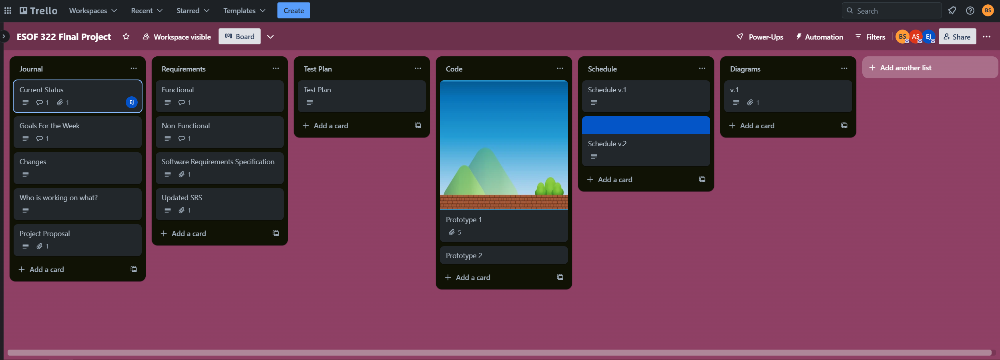 Trello Workspaces Recent Starred Templates Create Search BS
ESOF 322 Final Project Workspace visible Board Power-Ups Automation Filters BS AS EJ Share
Journal
Current Status
1 1 EJ
Goals For the Week
1
Changes
Who is working on what?
Project Proposal
1
Add a card
Requirements
Functional
1
Non-Functional
1
Software Requirements Specification
1
Updated SRS
1
Add a card
Test Plan
Test Plan
Add a card
Code
Prototype 1
5
Prototype 2
Add a card
Schedule
Schedule v.1
Schedule v.2
Add a card
Diagrams
v.1
1
Add a card
Add another list